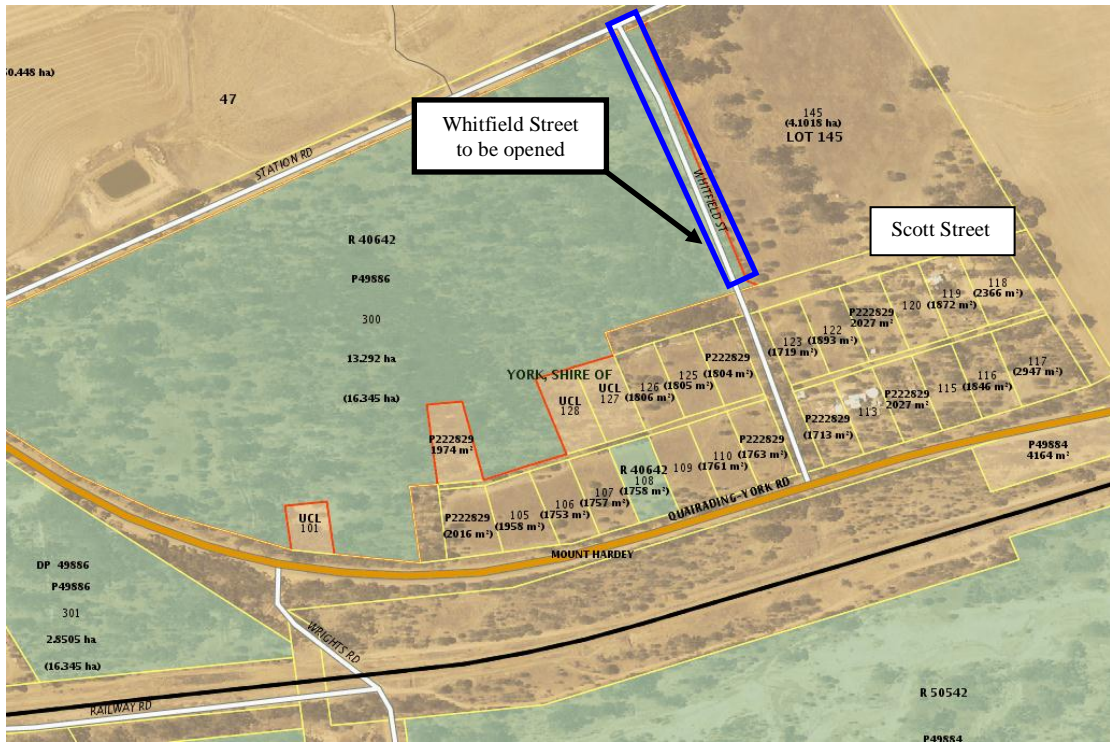 0.448 ha)
47
STATION RD
Whitfield Street
to be opened
WHITFIELD ST
145
(4.1018 ha)
LOT 145
Scott Street
R 40642
P49886
300
13.292 ha
(16.345 ha)
YORK, SHIRE OF
118
(2366 m²)
119
(1872 m²)
120
P222829
2027 m²
122
(1893 m²)
123
(1719 m²)
117
(2947 m²)
116
(1846 m²)
115
P222829
2027 m²
113
P222829
(1713 m²)
P222829
(1804 m²)
125
(1805 m²)
126
(1806 m²)
UCL
127
UCL
128
P222829
1974 m²
P222829
(1763 m²)
110
(1761 m²)
109
R 40642
108
(1758 m²)
107
(1757 m²)
106
(1753 m²)
105
(1958 m²)
P222829
(2016 m²)
UCL
101
QUAIRADING-YORK RD
MOUNT HARDEY
P49884
4164 m²
DP 49886
P49886
301
2.8505 ha
(16.345 ha)
WRIGHTS RD
RAILWAY RD
R 50542
P49884